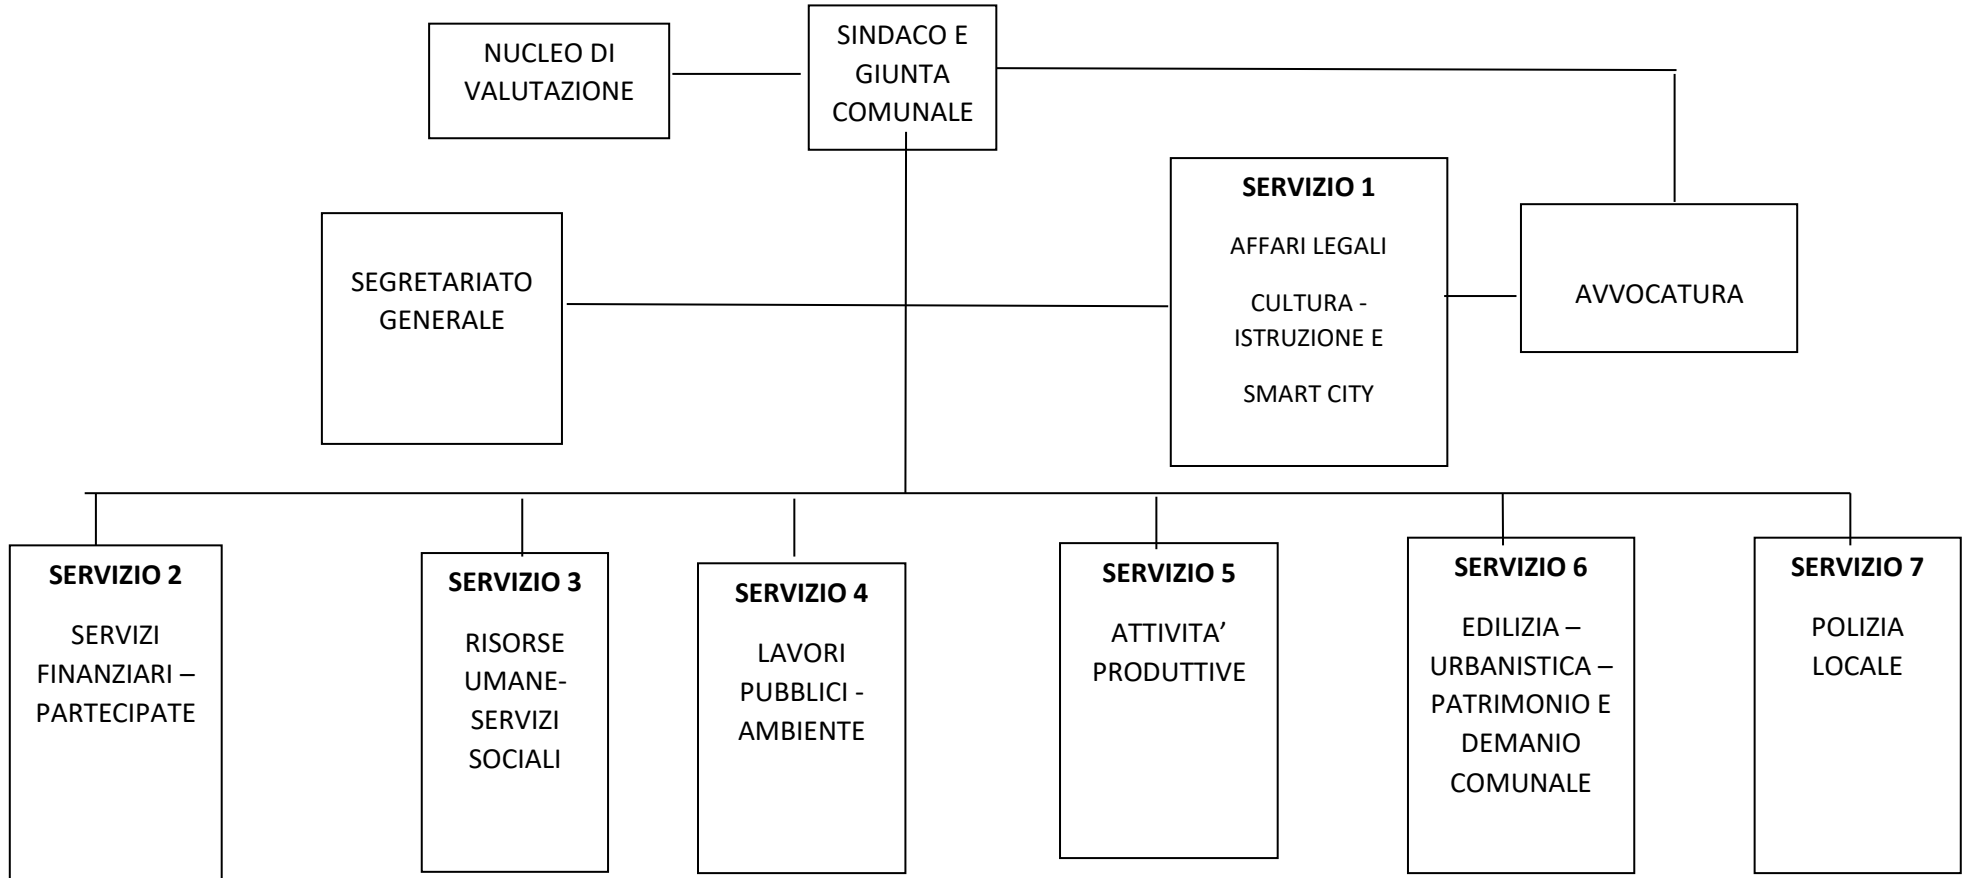 NUCLEO DI
VALUTAZIONE
SINDACO E
GIUNTA
COMUNALE
SEGRETARIATO
GENERALE
SERVIZIO 1
AFFARI LEGALI
CULTURA -
ISTRUZIONE E
SMART CITY
AVVOCATURA
SERVIZIO 2
SERVIZI
FINANZIARI –
PARTECIPATE
SERVIZIO 3
RISORSE
UMANE-
SERVIZI
SOCIALI
SERVIZIO 4
LAVORI
PUBBLICI -
AMBIENTE
SERVIZIO 5
ATTIVITA’
PRODUTTIVE
SERVIZIO 6
EDILIZIA –
URBANISTICA –
PATRIMONIO E
DEMANIO
COMUNALE
SERVIZIO 7
POLIZIA
LOCALE